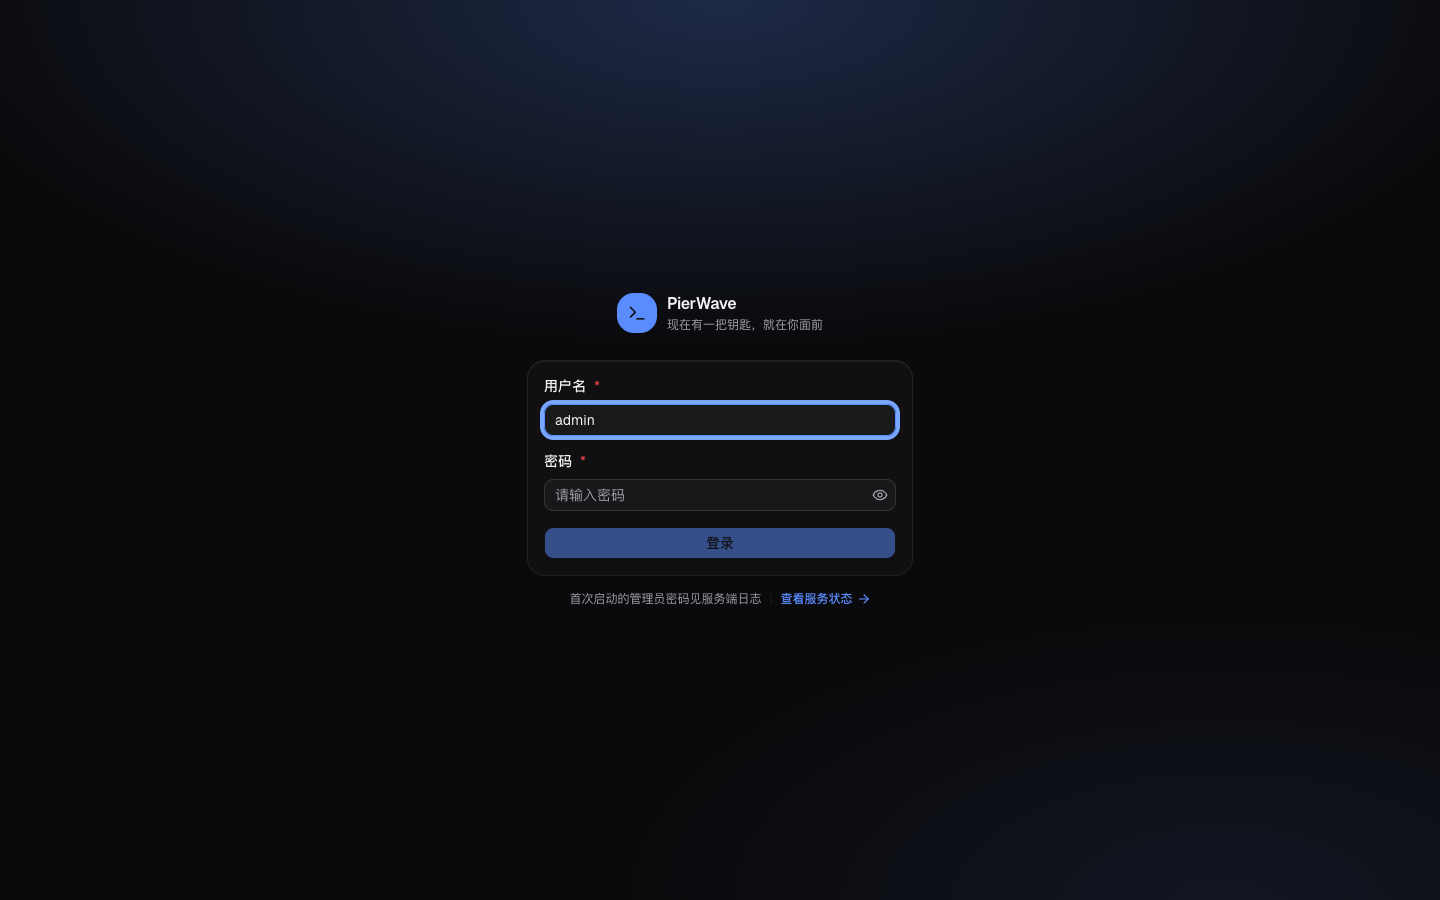 PierWave
现在有一把钥匙，就在你面前
用户名 *
admin
密码 *
请输入密码
登录
首次启动的管理员密码见服务端日志 查看服务状态 →